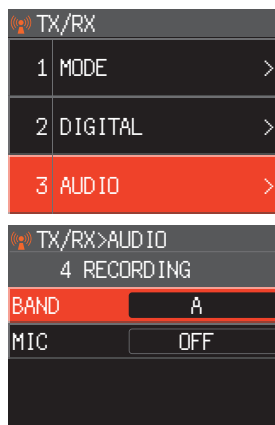 TX/RX
1 MODE >
2 DIGITAL >
3 AUDIO >
TX/RX>AUDIO
4 RECORDING
BAND A
MIC OFF